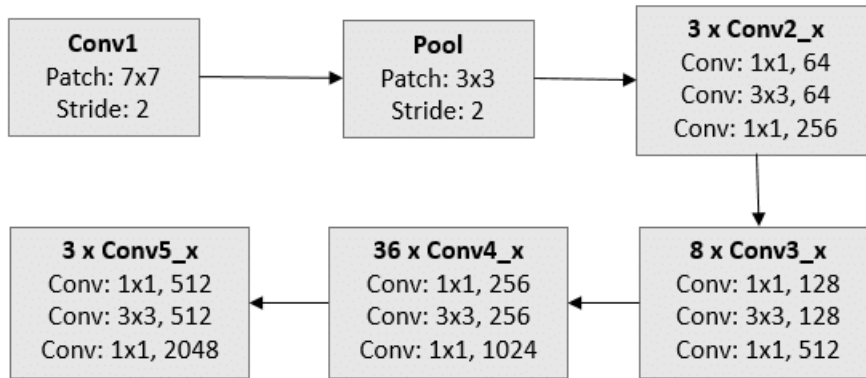 Conv1
Patch: 7x7
Stride: 2
Pool
Patch: 3x3
Stride: 2
3 x Conv2_x
Conv: 1x1, 64
Conv: 3x3, 64
Conv: 1x1, 256
8 x Conv3_x
Conv: 1x1, 128
Conv: 3x3, 128
Conv: 1x1, 512
36 x Conv4_x
Conv: 1x1, 256
Conv: 3x3, 256
Conv: 1x1, 1024
3 x Conv5_x
Conv: 1x1, 512
Conv: 3x3, 512
Conv: 1x1, 2048